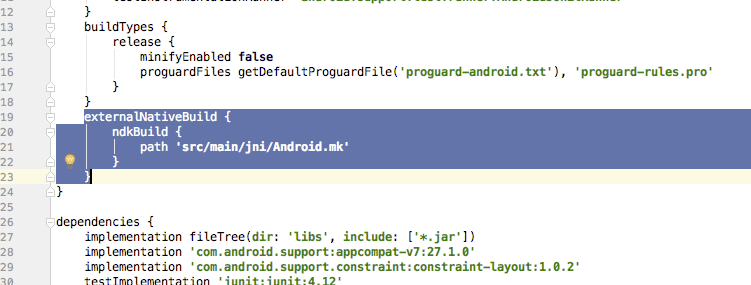 12 }
13 buildTypes {
14 release {
15 minifyEnabled false
16 proguardFiles getDefaultProguardFile('proguard-android.txt'), 'proguard-rules.pro'
17 }
18 }
19 externalNativeBuild {
20 ndkBuild {
21 path 'src/main/jni/Android.mk'
22 }
23 }
24 }
25
26 dependencies {
27 implementation fileTree(dir: 'libs', include: ['*.jar'])
28 implementation 'com.android.support:appcompat-v7:27.1.0'
29 implementation 'com.android.support.constraint:constraint-layout:1.0.2'
30 testImplementation 'junit:junit:4.12'